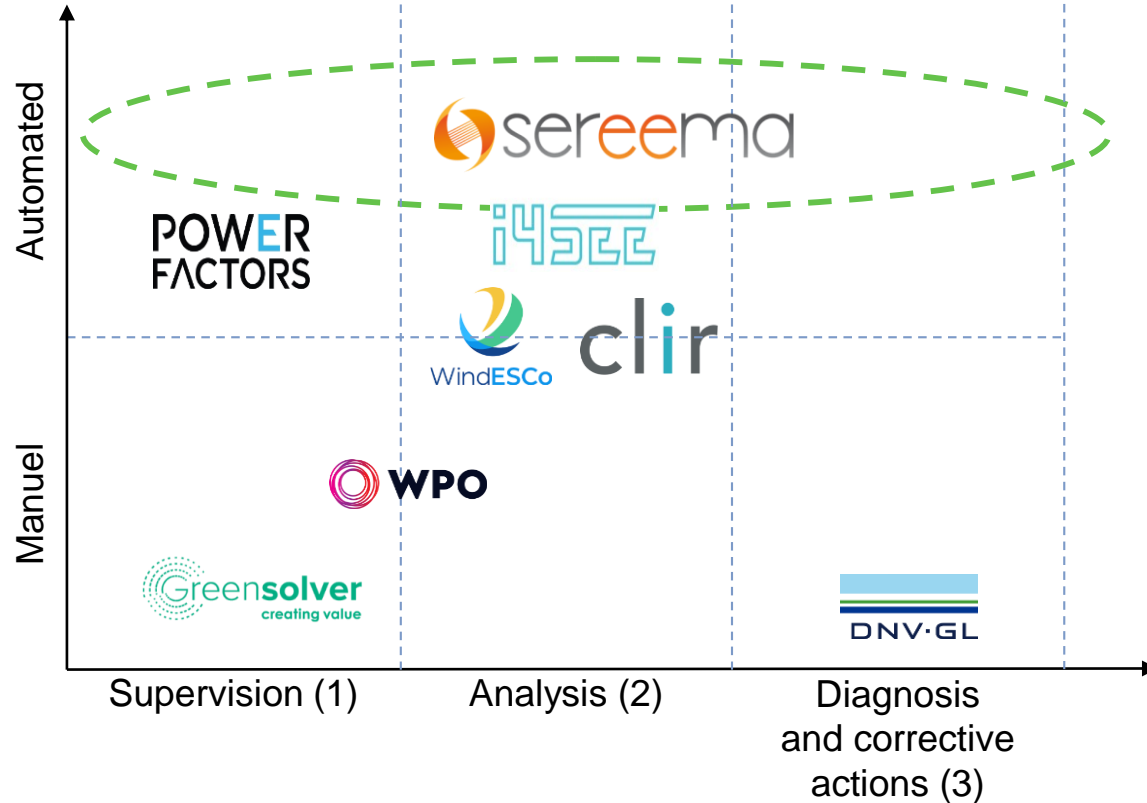 Automated
sereema
POWER
FACTORS
i4SEE
WindESCo
clir
Manuel
WPO
Greensolver
creating value
DNV·GL
Supervision (1)
Analysis (2)
Diagnosis
and corrective
actions (3)